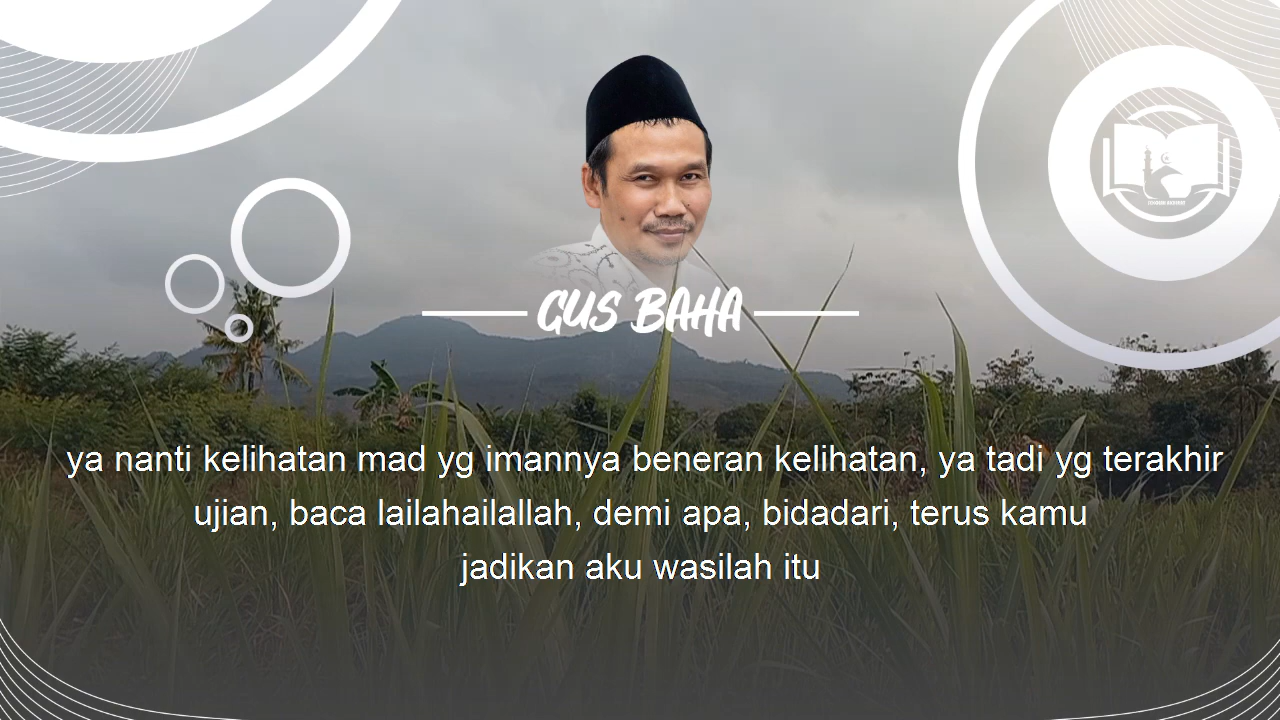 GUS BAHA
ya nanti kelihatan mad yg imannya beneran kelihatan, ya tadi yg terakhir
ujian, baca lailahailallah, demi apa, bidadari, terus kamu
jadikan aku wasilah itu